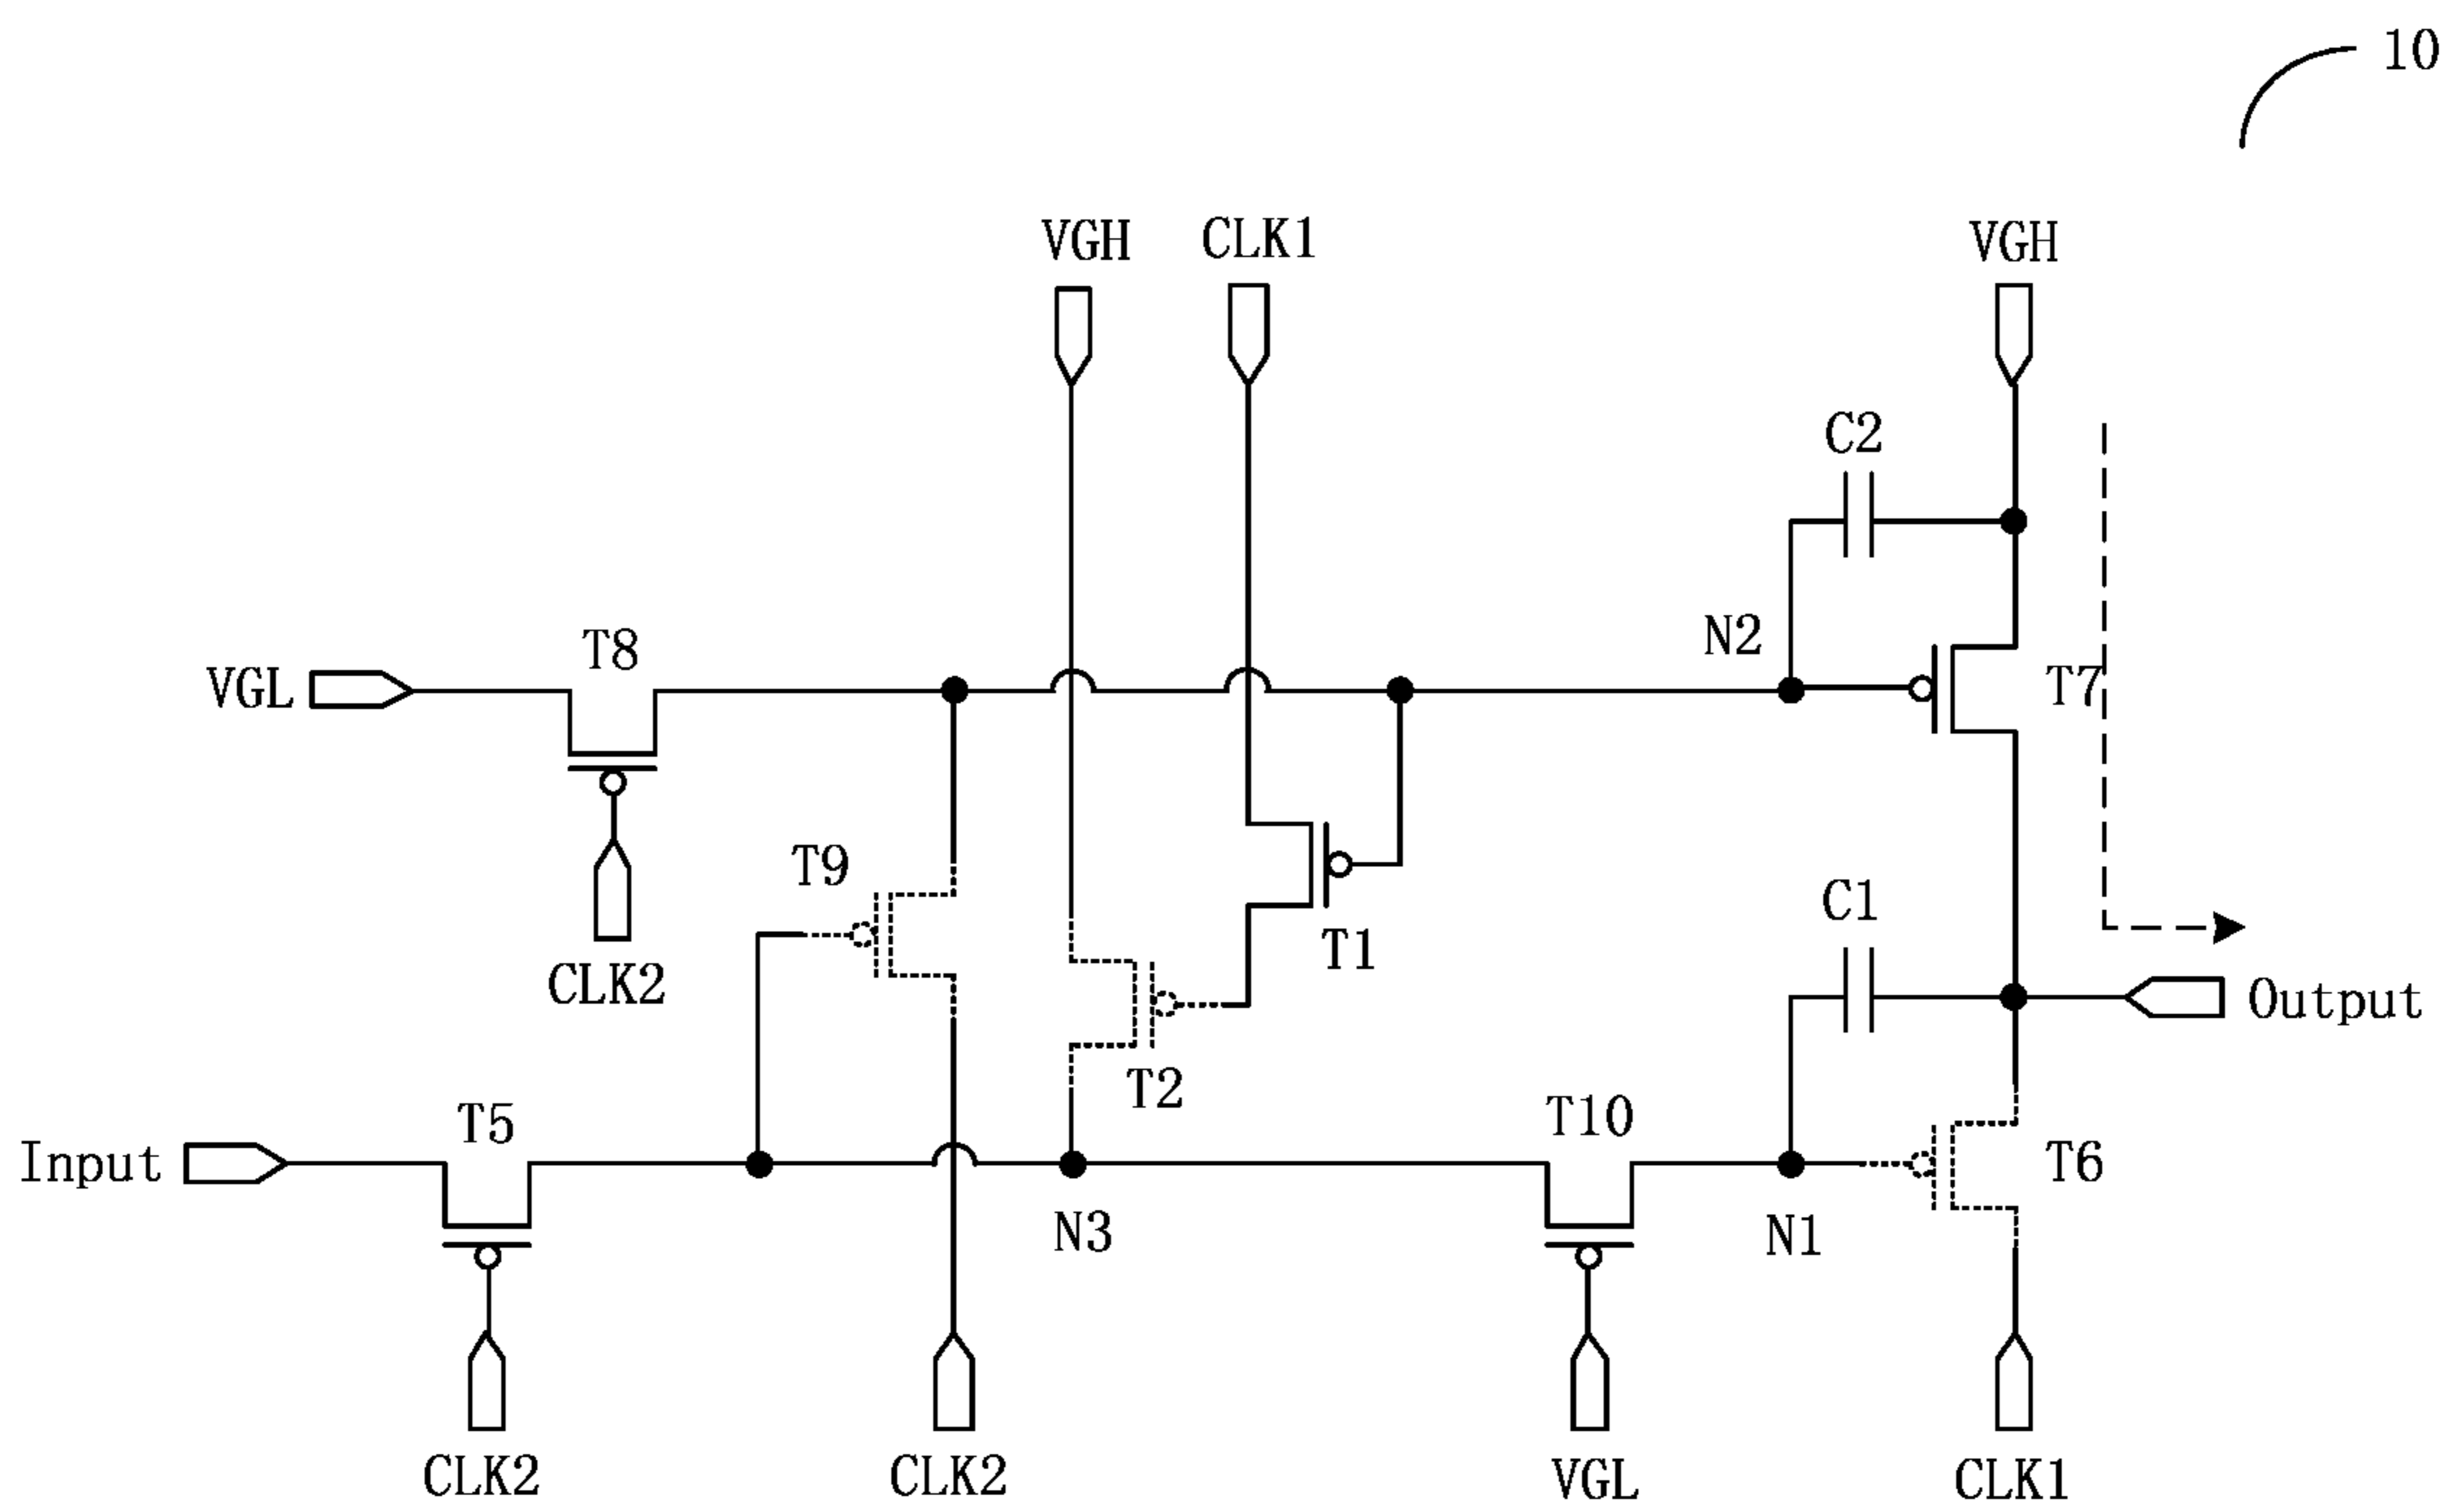 10
VGH CLK1 VGH
C2
N2
T8
VGL T7
T9
C1
T1
CLK2
Output
T2
T5 T10
Input T6
N3 N1
CLK2 CLK2 VGL CLK1